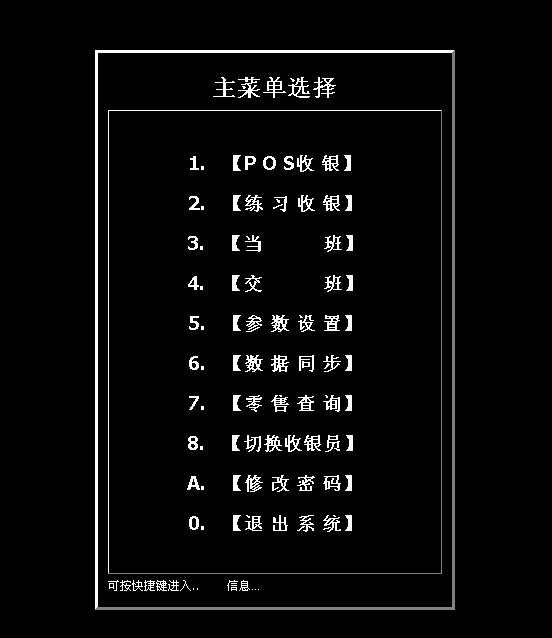 主菜单选择
1. 【P O S收 银】
2. 【练 习 收 银】
3. 【当 班】
4. 【交 班】
5. 【参 数 设 置】
6. 【数 据 同 步】
7. 【零 售 查 询】
8. 【切换收银员】
A. 【修 改 密 码】
0. 【退 出 系 统】
可按快捷键进入.. 信息...